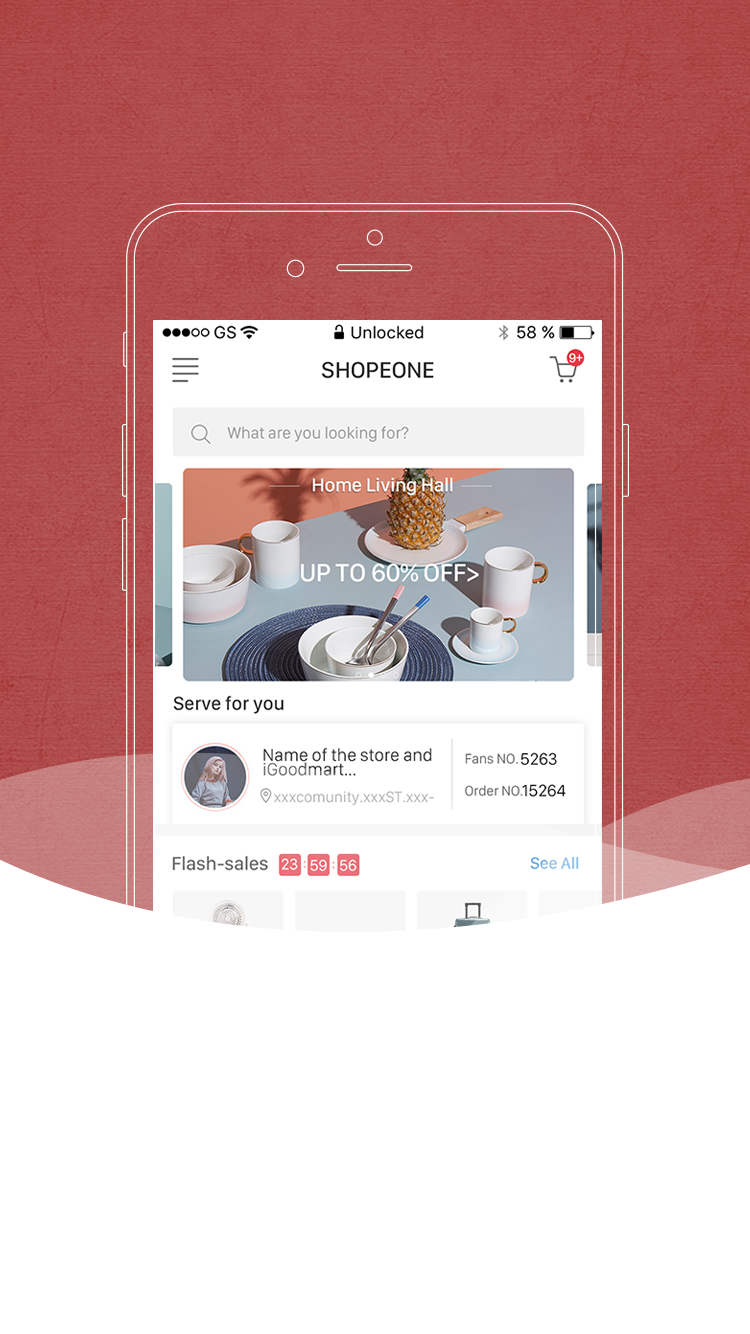 GS Unlocked 58 %
SHOPEONE
9+
What are you looking for?
Home Living Hall
UP TO 60% OFF>
Serve for you
Name of the store and
iGoodmart...
xxxcomunity.xxxST.xxx-
Fans NO. 5263
Order NO.15264
Flash-sales 23 : 59 : 56 See All